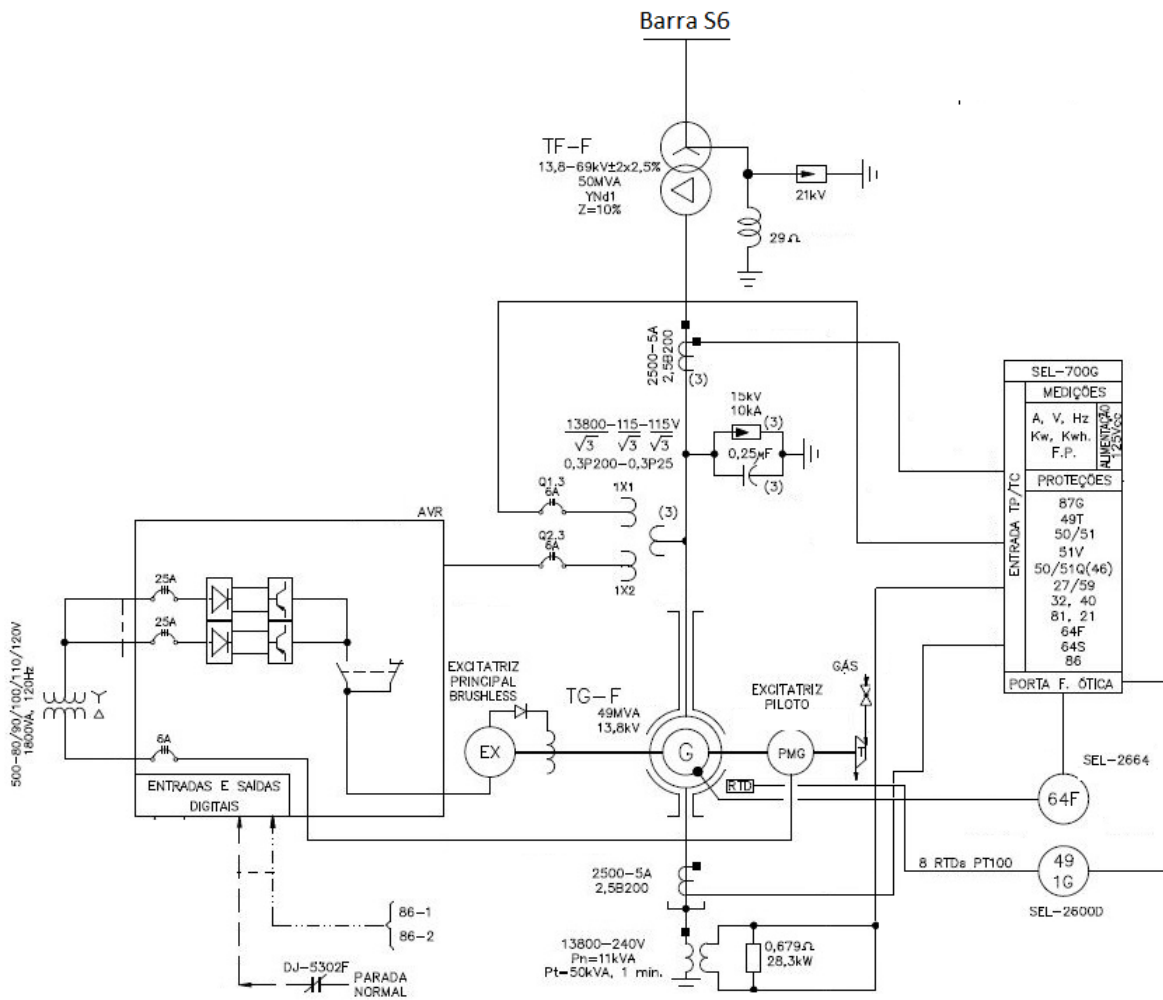 Barra S6
TF-F
13,8-69kV±2x2,5%
50MVA
YNd1
Z=10%
21kV
29Ω
2500-5A
2,5B200
(3)
15kV
10kA
(3)
0,25µF
(3)
13800-115-115V
√3 √3 √3
0,3P200-0,3P25
Q1.3
6A
1X1
(3)
Q2.3
6A
1X2
AVR
25A
25A
6A
500-80/90/100/110/120V
1800VA, 120Hz
ENTRADAS E SAÍDAS
DIGITAIS
EXCITATRIZ
PRINCIPAL
BRUSHLESS
EX
TG-F
49MVA
13,8kV
G
EXCITATRIZ
PILOTO
PMG
GÁS
T
RTD
SEL-700G
MEDIÇÕES
A, V, Hz
Kw, Kwh.
F.P.
ALIMENTAÇÃO
125Vcc
ENTRADA TP/TC
PROTEÇÕES
87G
49T
50/51
51V
50/51Q(46)
27/59
32, 40
81, 21
64F
64S
86
PORTA F. ÓTICA
SEL-2664
64F
8 RTDs PT100
49
1G
SEL-2600D
2500-5A
2,5B200
13800-240V
Pn=11kVA
Pt=50kVA, 1 min.
0,679Ω
28,3kW
86-1
86-2
DJ-5302F
PARADA
NORMAL